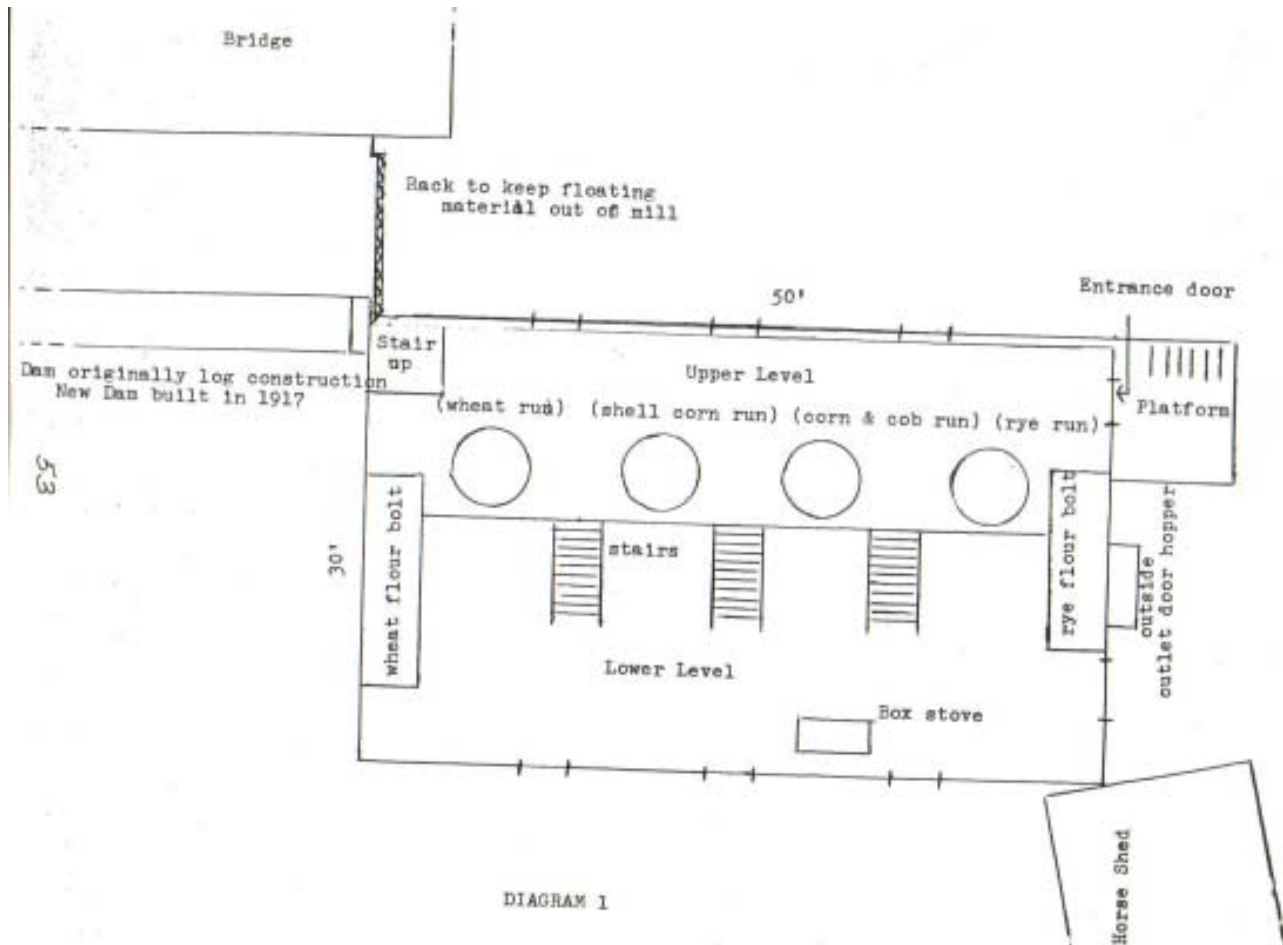 Bridge
Rack to keep floating
material out of mill
Entrance door
50'
Stair
up
Upper Level
Platform
Dam originally log construction
New Dam built in 1917
(wheat run) (shell corn run) (corn & cob run) (rye run)
53
30'
wheat flour bolt
stairs
rye flour bolt
outside
outlet door hopper
Lower Level
Box stove
Horse Shed
DIAGRAM 1